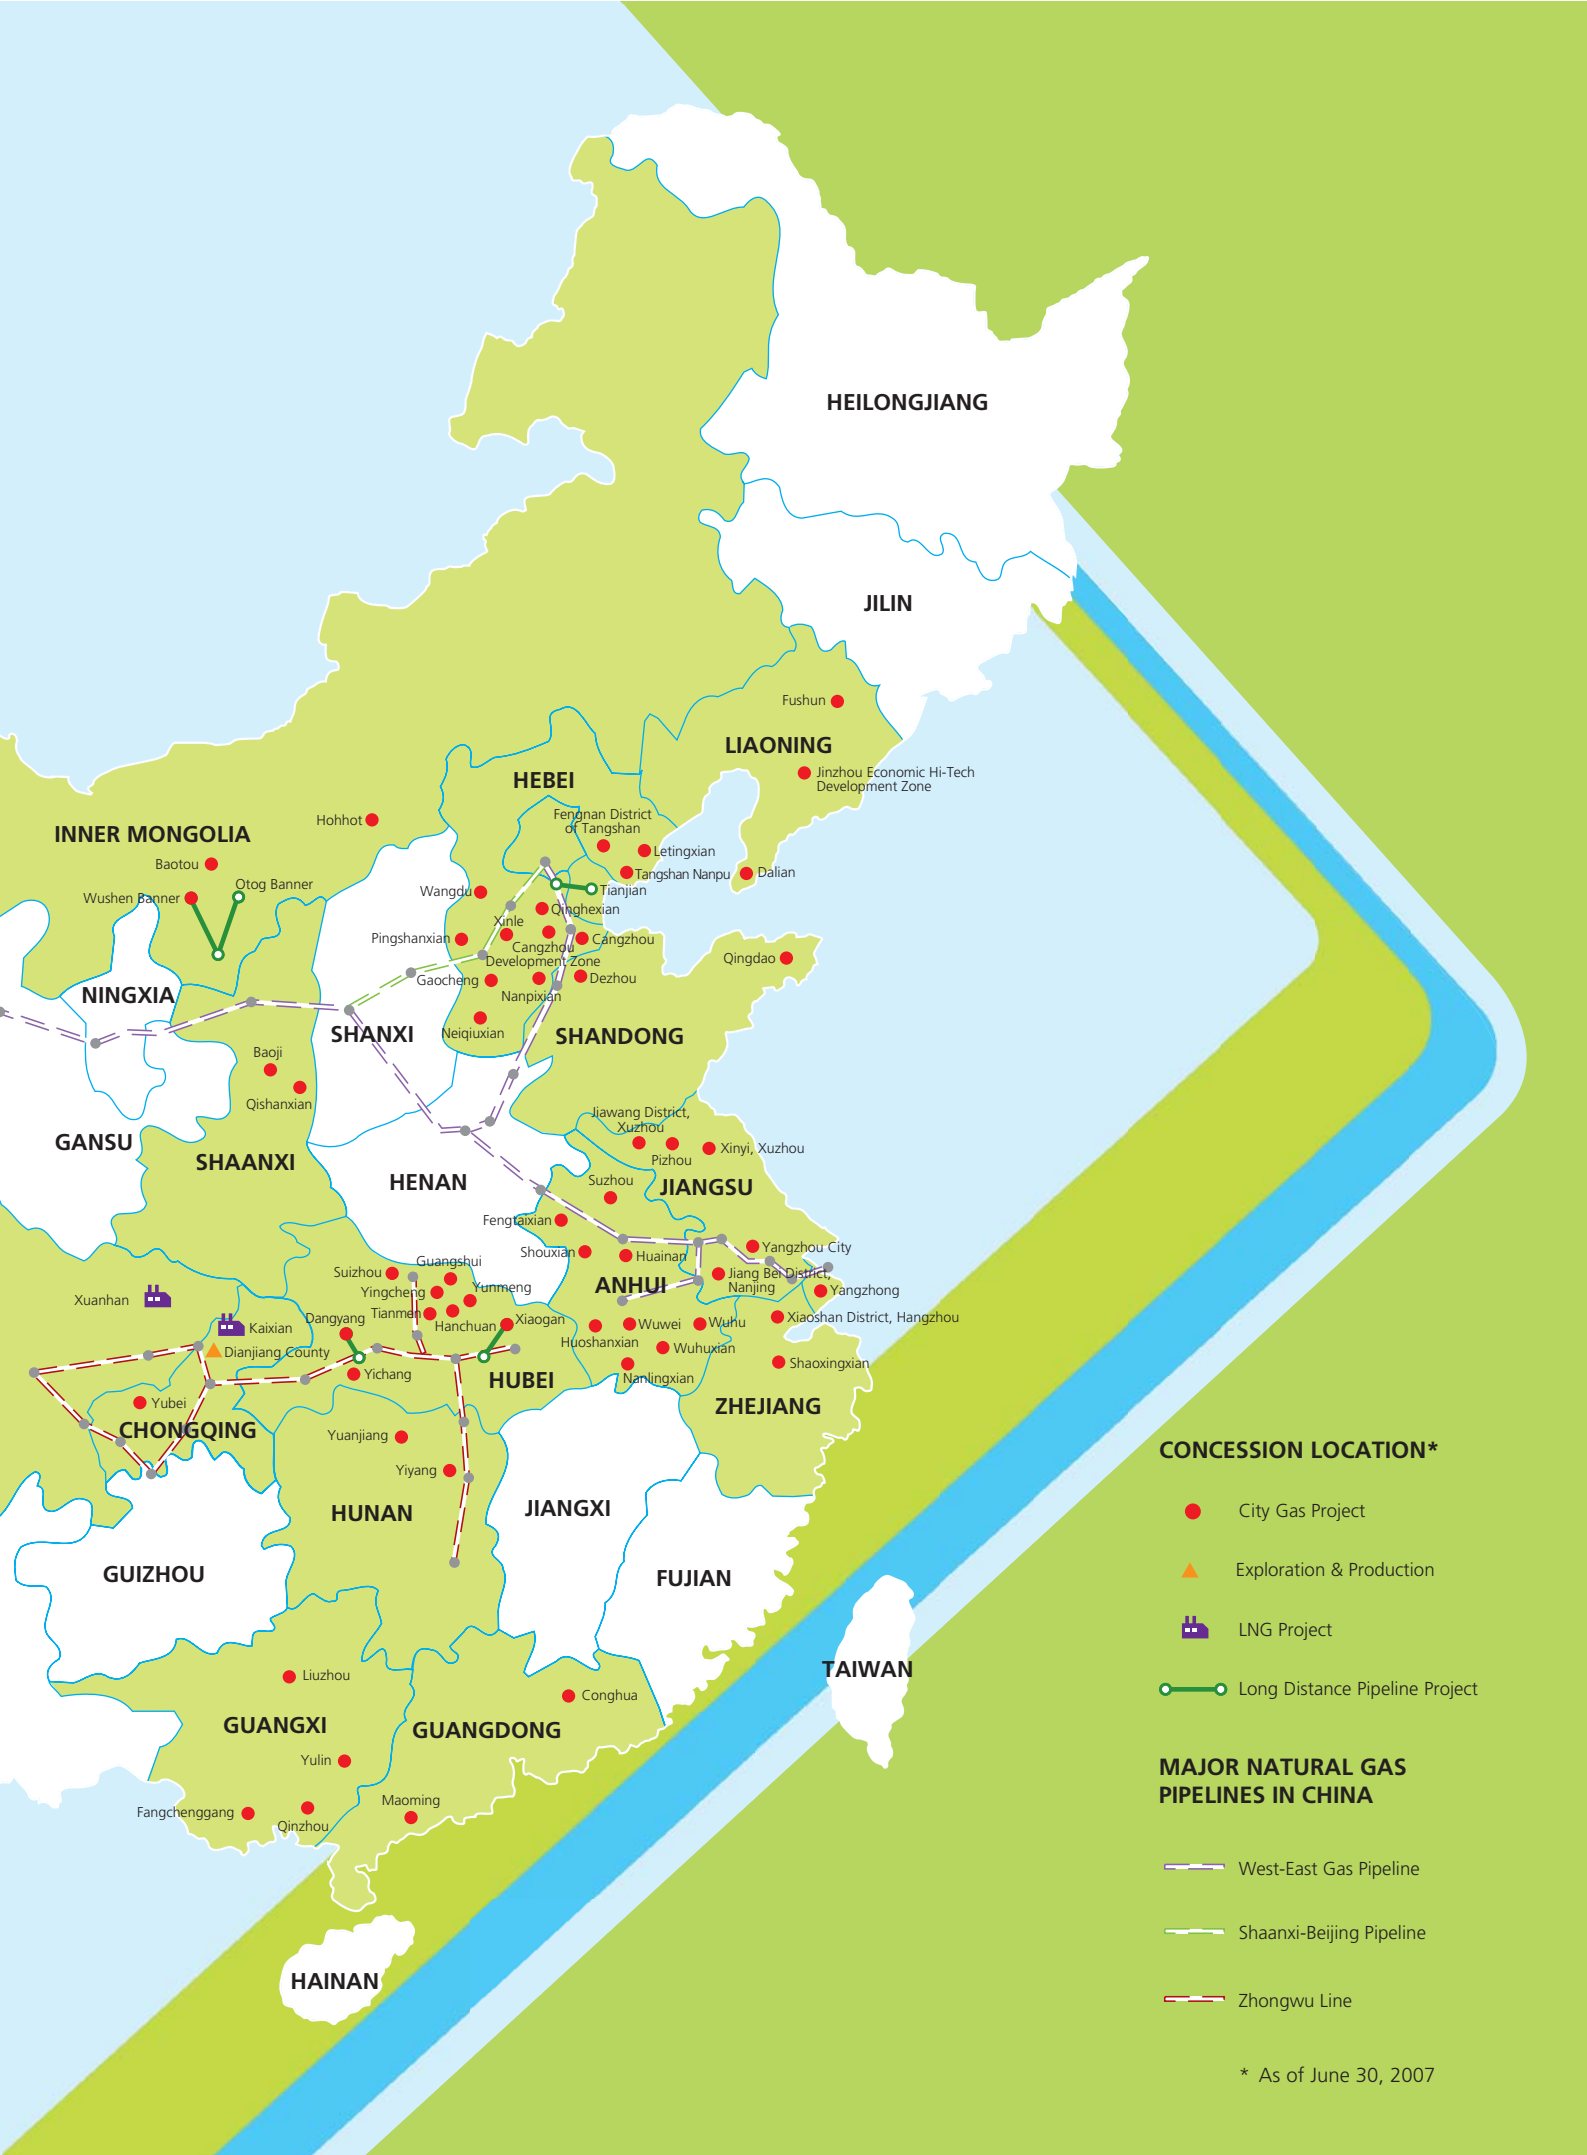 HEILONGJIANG
JILIN
Fushun
LIAONING
Jinzhou Economic Hi-Tech
Development Zone
HEBEI
Fengnan District
of Tangshan
Hohhot
INNER MONGOLIA
Letingxian
Baotou
Tangshan Nanpu
Dalian
Otog Banner
Tianjian
Wangdu
Wushen Banner
Qinghexian
Xinle
Pingshanxian
Cangzhou
Cangzhou
Development Zone
Qingdao
Gaocheng
Dezhou
NINGXIA
Nanpixian
SHANXI
Neiqiuxian
SHANDONG
Baoji
Qishanxian
Jiawang District,
Xuzhou
GANSU
Xinyi, Xuzhou
Pizhou
SHAANXI
HENAN
Suzhou
JIANGSU
Fengtaixian
Yangzhou City
Shouxian
Huainan
Guangshui
Suizhou
Jiang Bei District,
Nanjing
ANHUI
Yunmeng
Yingcheng
Yangzhong
Xuanhan
Tianmen
Dangyang
Xiaogan
Xiaoshan District, Hangzhou
Hanchuan
Wuwei
Wuhu
Kaixian
Huoshanxian
Wuhuxian
Dianjiang County
Shaoxingxian
Yichang
HUBEI
Nanlingxian
Yubei
ZHEJIANG
CHONGQING
Yuanjiang
Yiyang
HUNAN
JIANGXI
GUIZHOU
FUJIAN
TAIWAN
Liuzhou
Conghua
GUANGXI
GUANGDONG
Yulin
Maoming
Fangchenggang
Qinzhou
HAINAN
CONCESSION LOCATION*
City Gas Project
Exploration & Production
LNG Project
Long Distance Pipeline Project
MAJOR NATURAL GAS
PIPELINES IN CHINA
West-East Gas Pipeline
Shaanxi-Beijing Pipeline
Zhongwu Line
* As of June 30, 2007